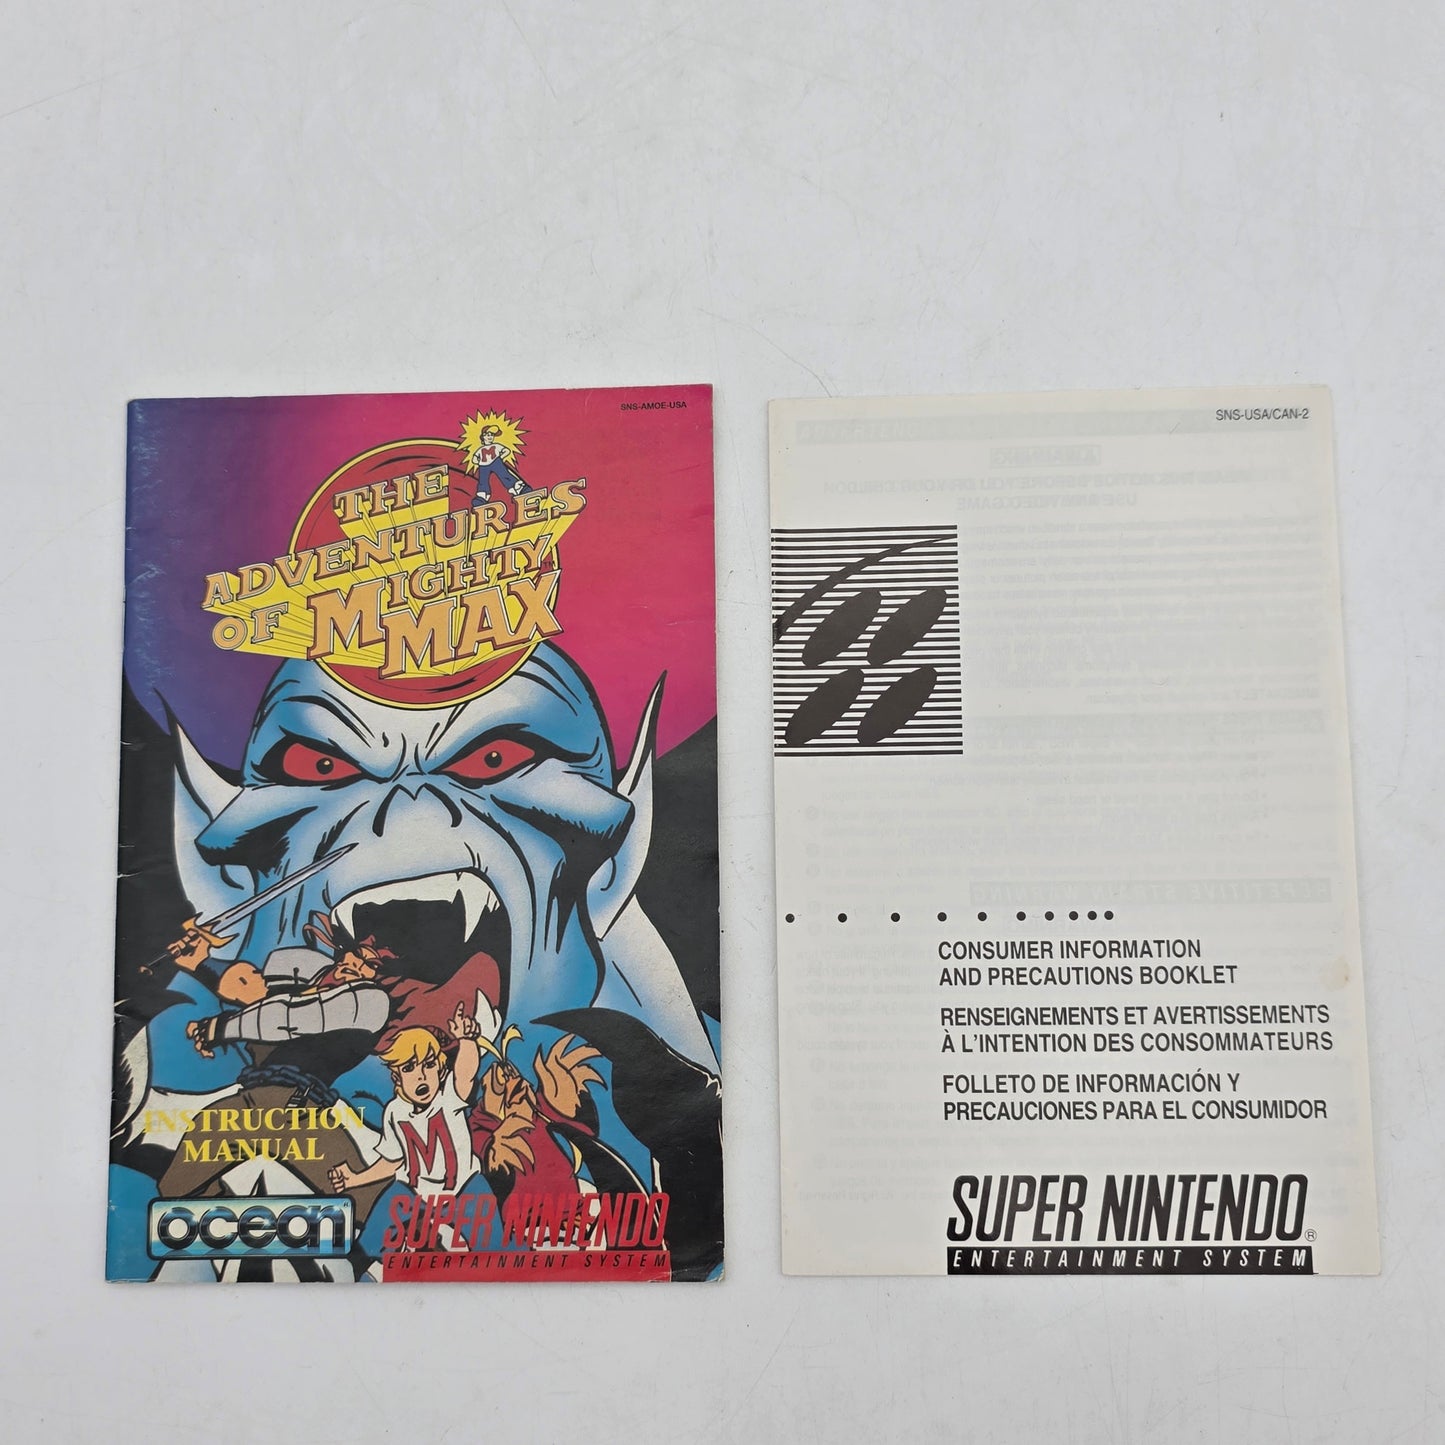 SNS-AMOE-USA
M
THE
ADVENTURES
OF MIGHTY
MAX™
INSTRUCTION
MANUAL
M
ocean®
SUPER NINTENDO
ENTERTAINMENT SYSTEM
SNS-USA/CAN-2
CONSUMER INFORMATION
AND PRECAUTIONS BOOKLET
RENSEIGNEMENTS ET AVERTISSEMENTS
À L'INTENTION DES CONSOMMATEURS
FOLLETO DE INFORMACIÓN Y
PRECAUCIONES PARA EL CONSUMIDOR
SUPER NINTENDO®
ENTERTAINMENT SYSTEM